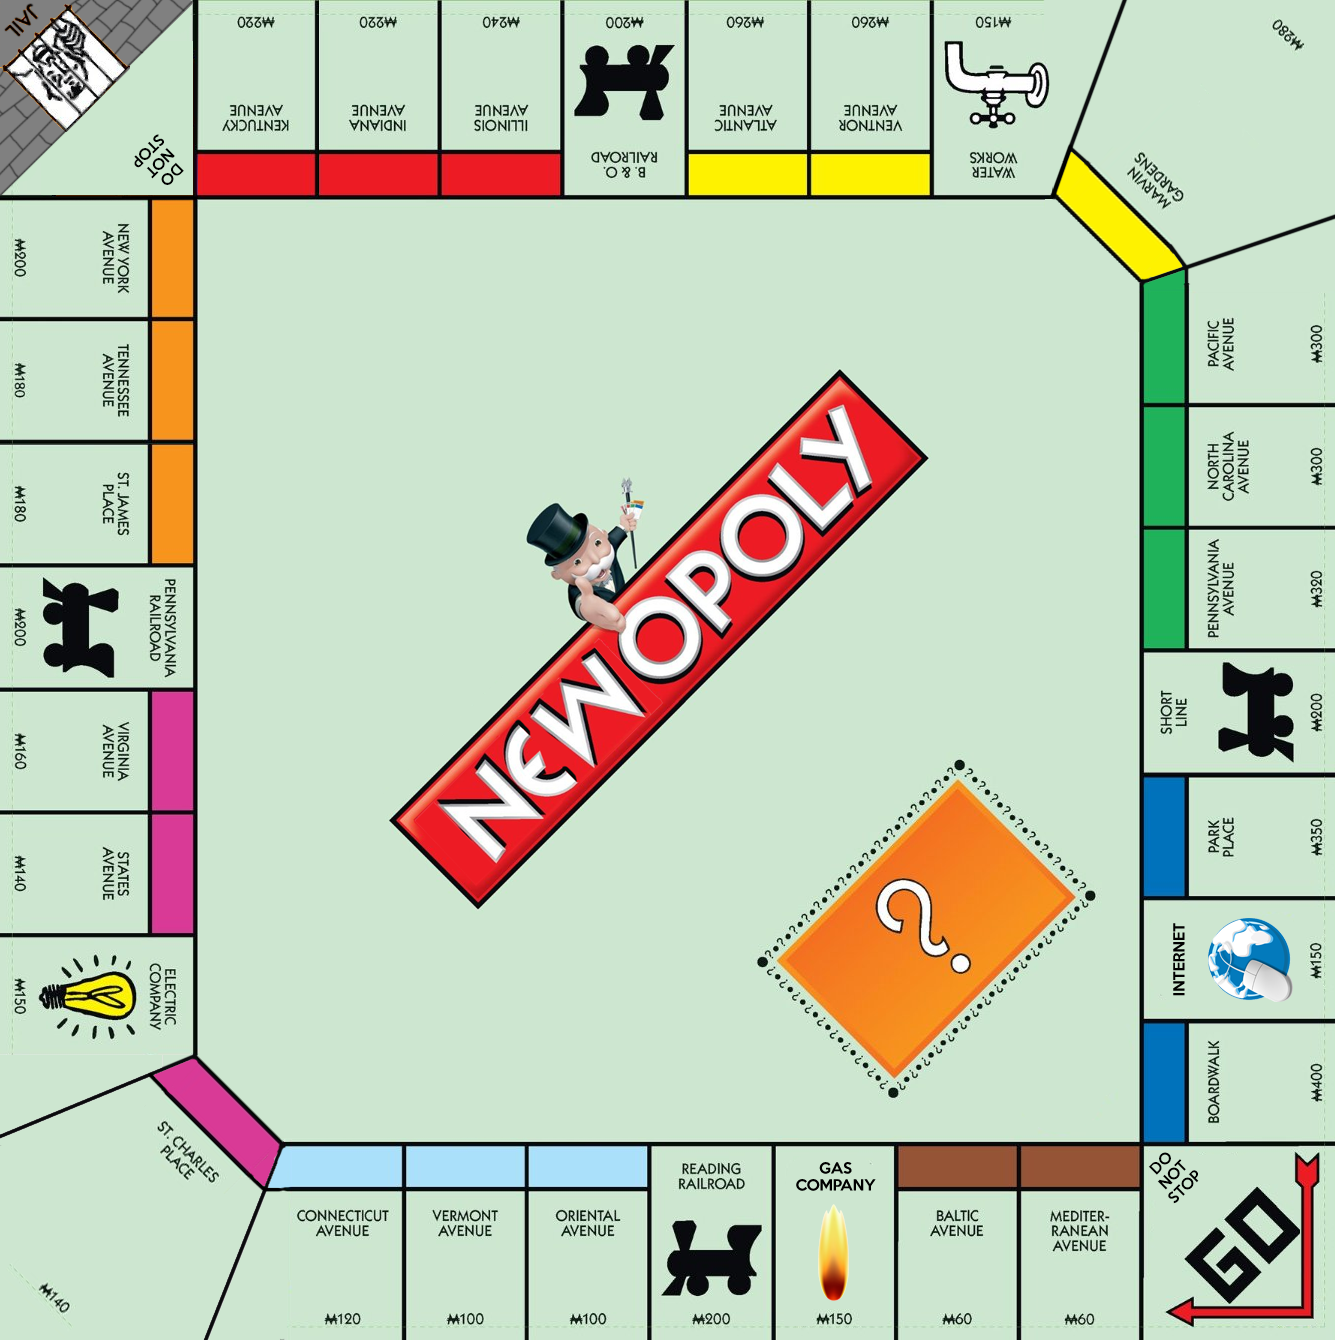 JAIL
DO
NOT
STOP
₩220
KENTUCKY
AVENUE
₩220
INDIANA
AVENUE
₩240
ILLINOIS
AVENUE
₩200
B. & O.
RAILROAD
₩260
ATLANTIC
AVENUE
₩260
VENTNOR
AVENUE
₩150
WATER
WORKS
₩280
MARVIN
GARDENS
PACIFIC
AVENUE
₩300
NORTH
CAROLINA
AVENUE
₩300
PENNSYLVANIA
AVENUE
₩320
SHORT
LINE
₩200
PARK
PLACE
₩350
INTERNET
₩150
BOARDWALK
₩400
DO
NOT
STOP
GO
MEDITER-
RANEAN
AVENUE
₩60
BALTIC
AVENUE
₩60
GAS
COMPANY
₩150
READING
RAILROAD
₩200
ORIENTAL
AVENUE
₩100
VERMONT
AVENUE
₩100
CONNECTICUT
AVENUE
₩120
ST. CHARLES
PLACE
₩140
ELECTRIC
COMPANY
₩150
STATES
AVENUE
₩140
VIRGINIA
AVENUE
₩160
PENNSYLVANIA
RAILROAD
₩200
ST. JAMES
PLACE
₩180
TENNESSEE
AVENUE
₩180
NEW YORK
AVENUE
₩200
NEWOPOLY
?